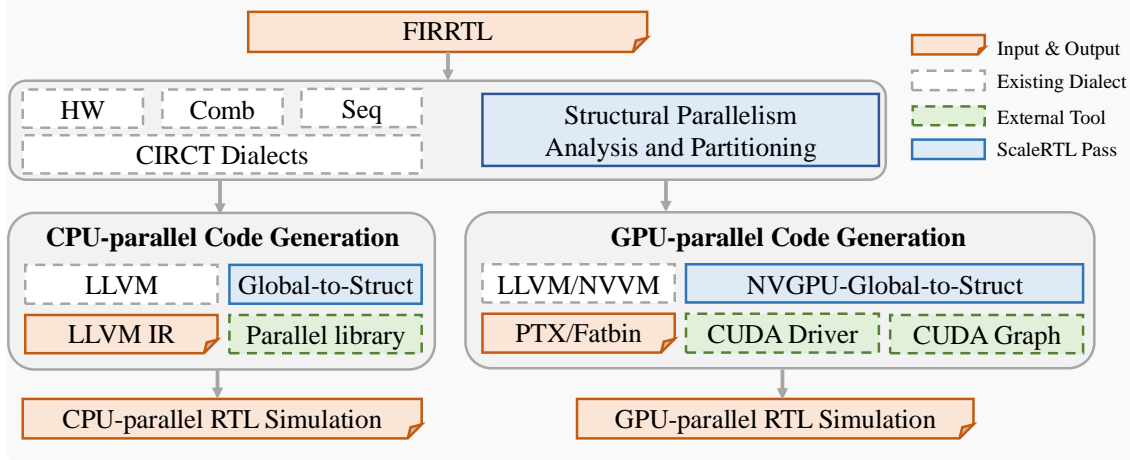 FIRRTL
Input & Output
Existing Dialect
External Tool
ScaleRTL Pass
HW
Comb
Seq
CIRCT Dialects
Structural Parallelism
Analysis and Partitioning
CPU-parallel Code Generation
LLVM
Global-to-Struct
LLVM IR
Parallel library
GPU-parallel Code Generation
LLVM/NVVM
NVGPU-Global-to-Struct
PTX/Fatbin
CUDA Driver
CUDA Graph
CPU-parallel RTL Simulation
GPU-parallel RTL Simulation